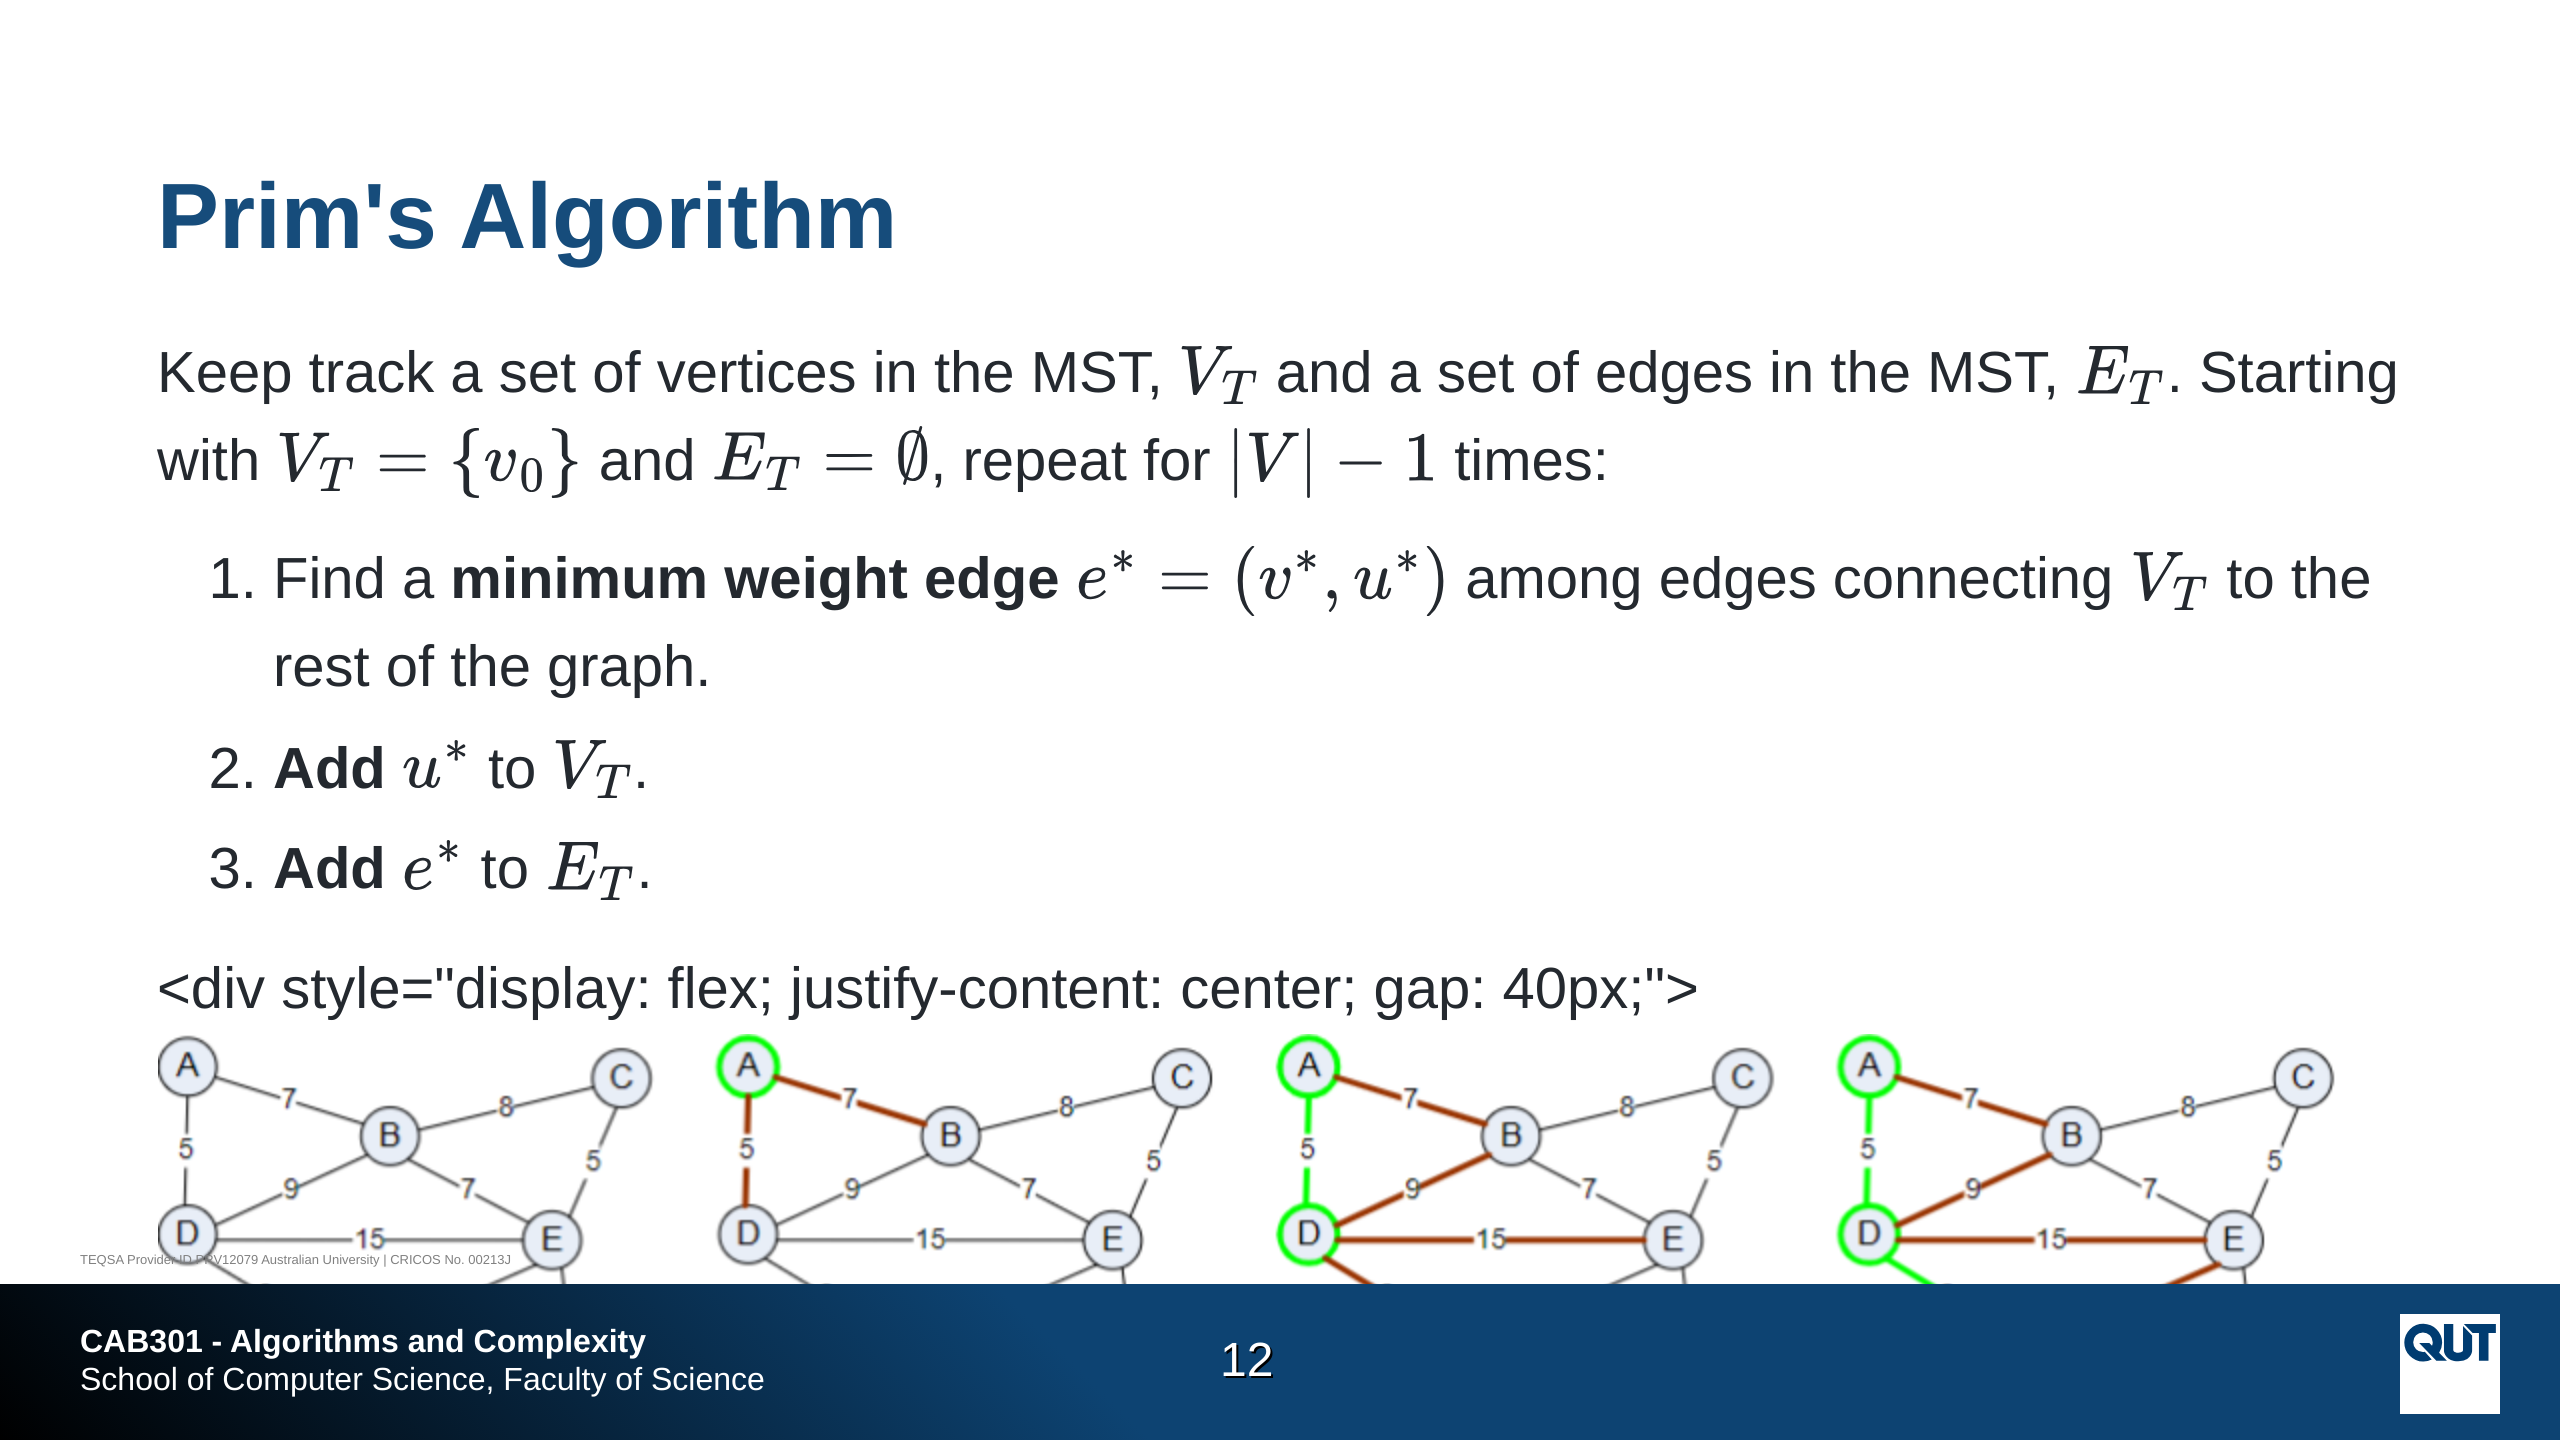 Prim's Algorithm
Keep track a set of vertices in the MST, V_T and a set of edges in the MST, E_T. Starting
with V_T = {v_0} and E_T = ∅, repeat for |V| − 1 times:
1. Find a minimum weight edge e* = (v*, u*) among edges connecting V_T to the
rest of the graph.
2. Add u* to V_T.
3. Add e* to E_T.
<div style="display: flex; justify-content: center; gap: 40px;">
A 7 8 C B 5 5 9 7 D 15 E
A 7 8 C B 5 5 9 7 D 15 E
A 7 8 C B 5 5 9 7 D 15 E
A 7 8 C B 5 5 9 7 D 15 E
TEQSA Provider ID PRV12079 Australian University | CRICOS No. 00213J
CAB301 - Algorithms and Complexity
School of Computer Science, Faculty of Science
12
QUT